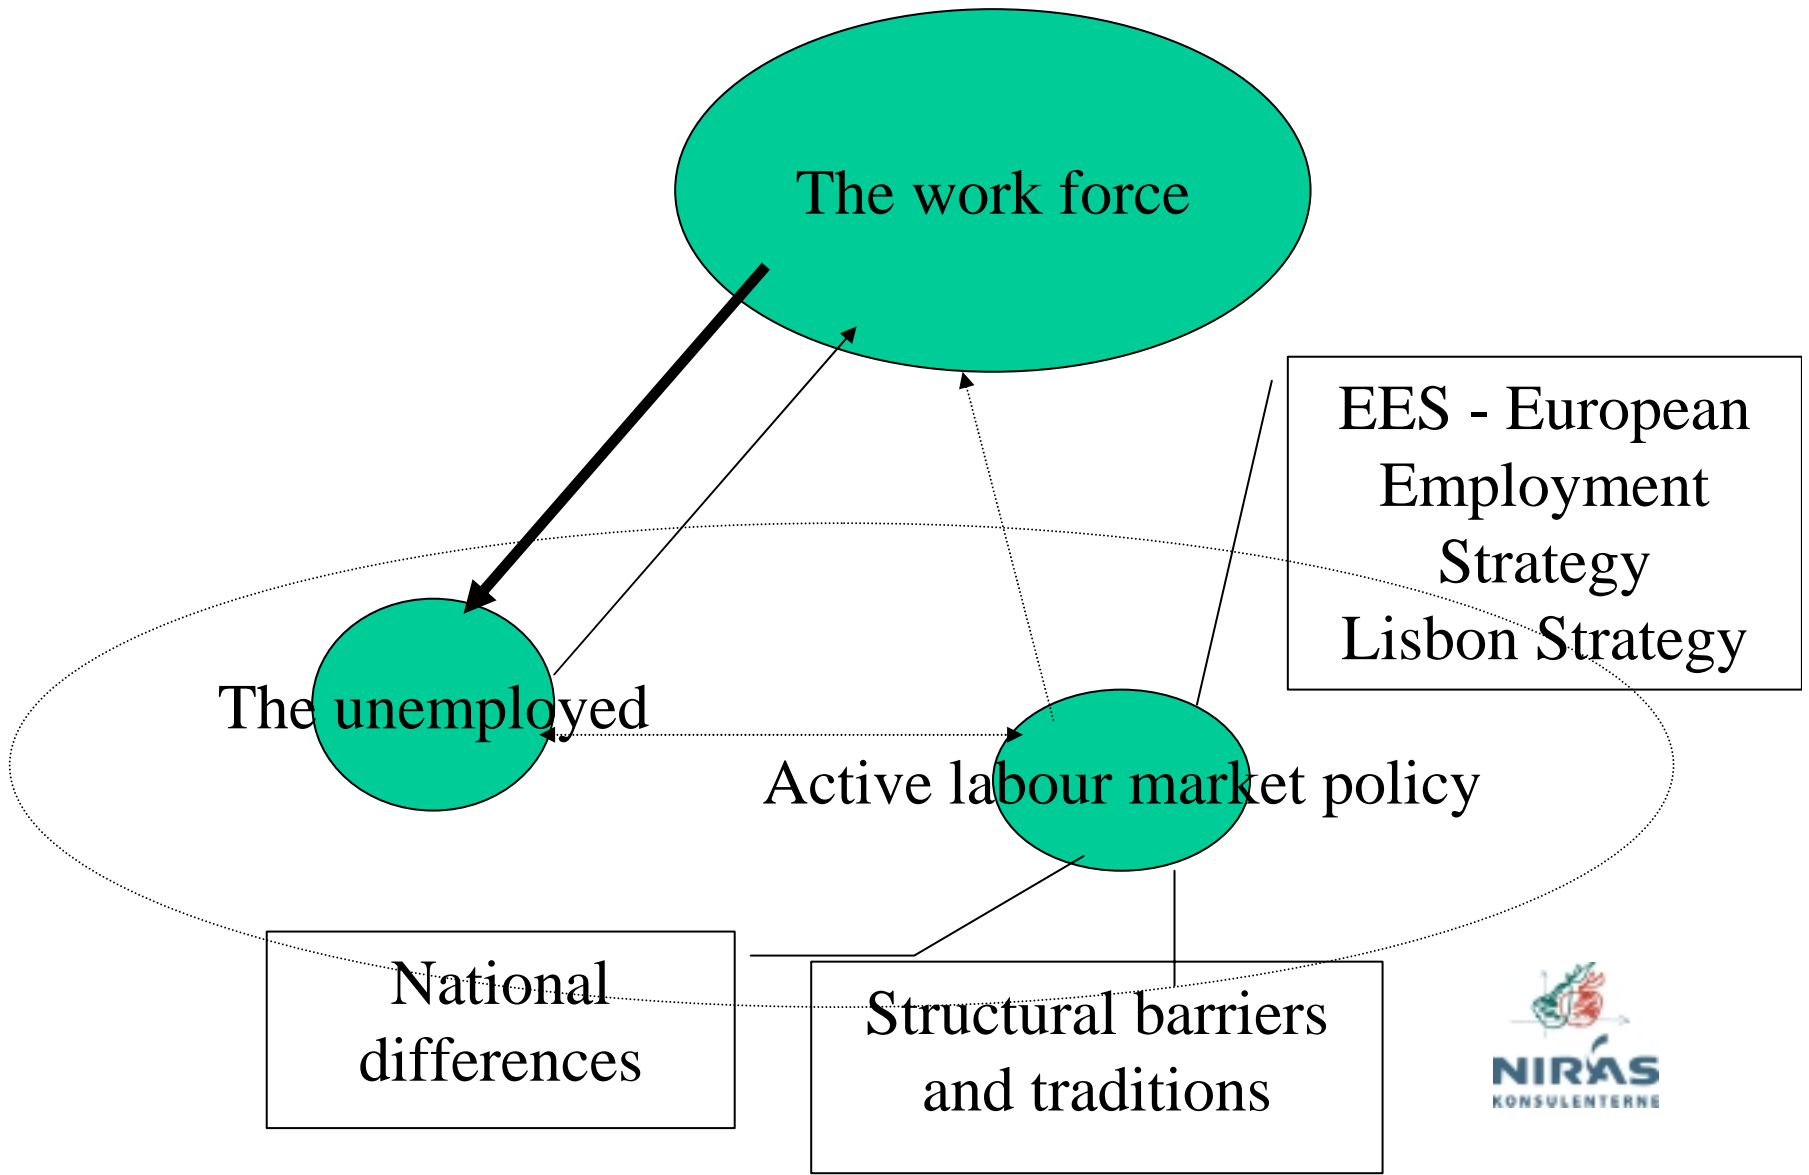 The work force
EES - European
Employment
Strategy
Lisbon Strategy
The unemployed
Active labour market policy
National
differences
Structural barriers
and traditions
NIRAS
KONSULENTERNE